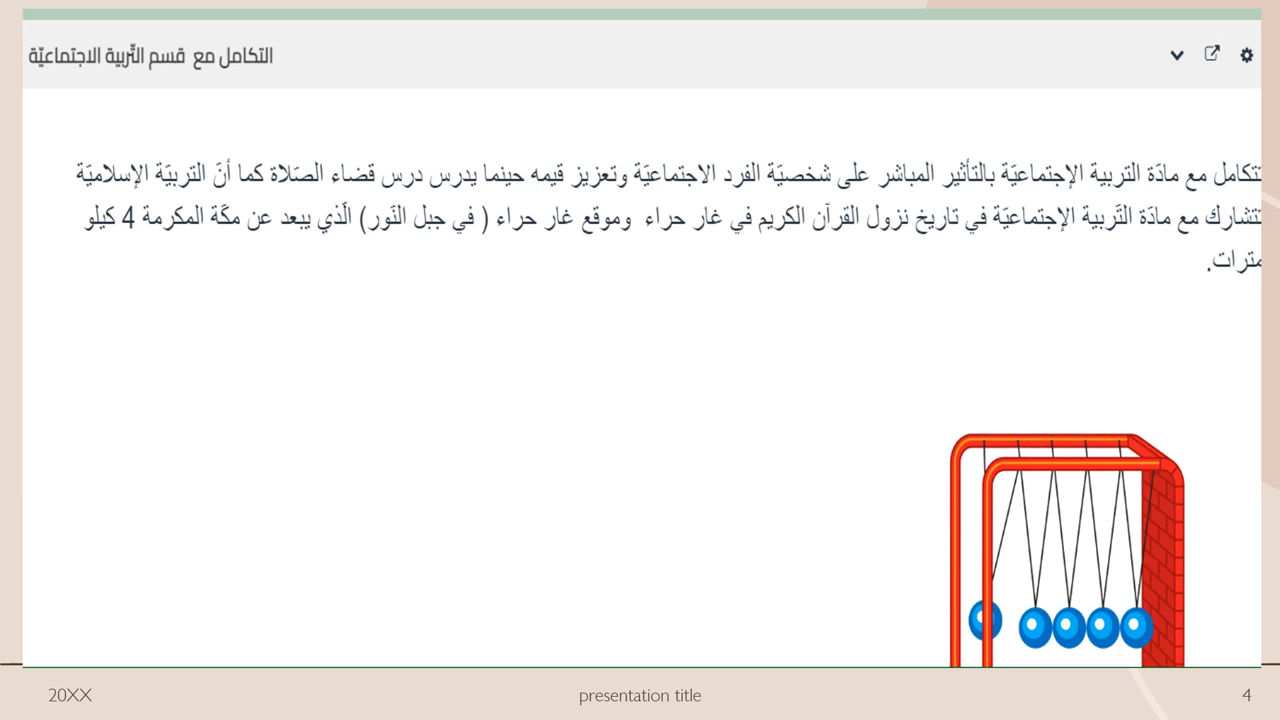 التكامل مع قسم التّربية الاجتماعيّة
تتكامل مع مادّة التربية الإجتماعيّة بالتأثير المباشر على شخصيّة الفرد الاجتماعيّة وتعزيز قيمه حينما يدرس درس قضاء الصّلاة كما أنّ التربيّة الإسلاميّة
تتشارك مع مادّة التّربية الإجتماعيّة في تاريخ نزول القرآن الكريم في غار حراء وموقع غار حراء ( في جبل النّور) الّذي يبعد عن مكّة المكرمة 4 كيلو
مترات.
20XX
presentation title
4